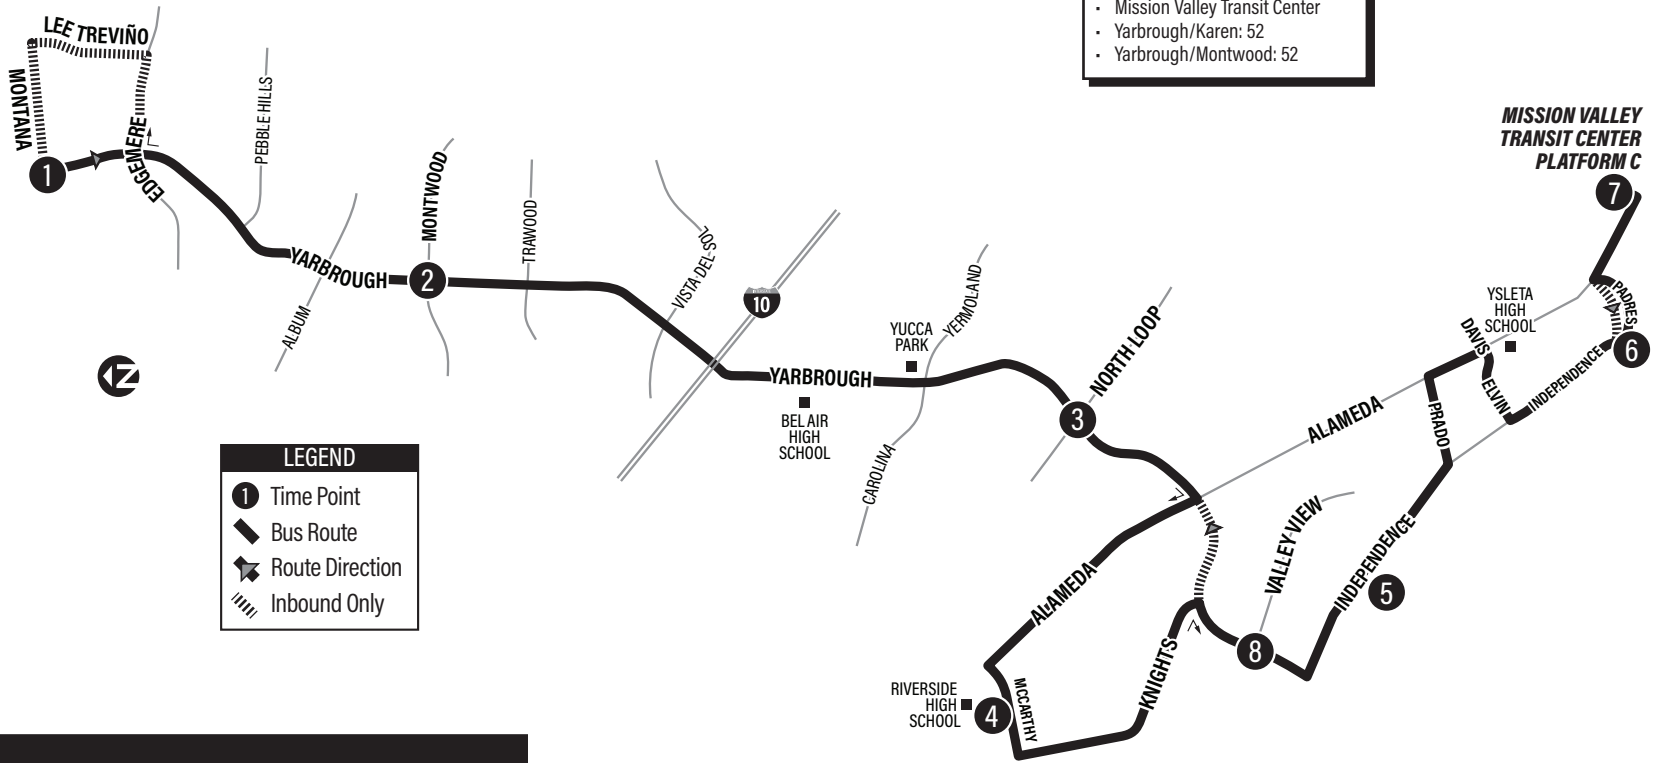 ▪ Mission Valley Transit Center
▪ Yarbrough/Karen: 52
▪ Yarbrough/Montwood: 52
LEE TREVIÑO
MONTANA
1
EDGEMERE
PEBBLE HILLS
YARBROUGH
ALBUM
MONTWOOD
2
TRAWOOD
VISTA DEL SOL
10
N
YARBROUGH
BEL AIR
HIGH
SCHOOL
YUCCA
PARK
YERMOLAND
CAROLINA
NORTH LOOP
3
MISSION VALLEY
TRANSIT CENTER
PLATFORM C
7
YSLETA
HIGH
SCHOOL
PADRES
6
DAVIS
ELVIN
INDEPENDENCE
PRADO
ALAMEDA
ALAMEDA
VALLEY VIEW
INDEPENDENCE
5
8
KNIGHTS
RIVERSIDE
HIGH
SCHOOL
4
MCCARTHY
LEGEND
1 Time Point
Bus Route
Route Direction
Inbound Only